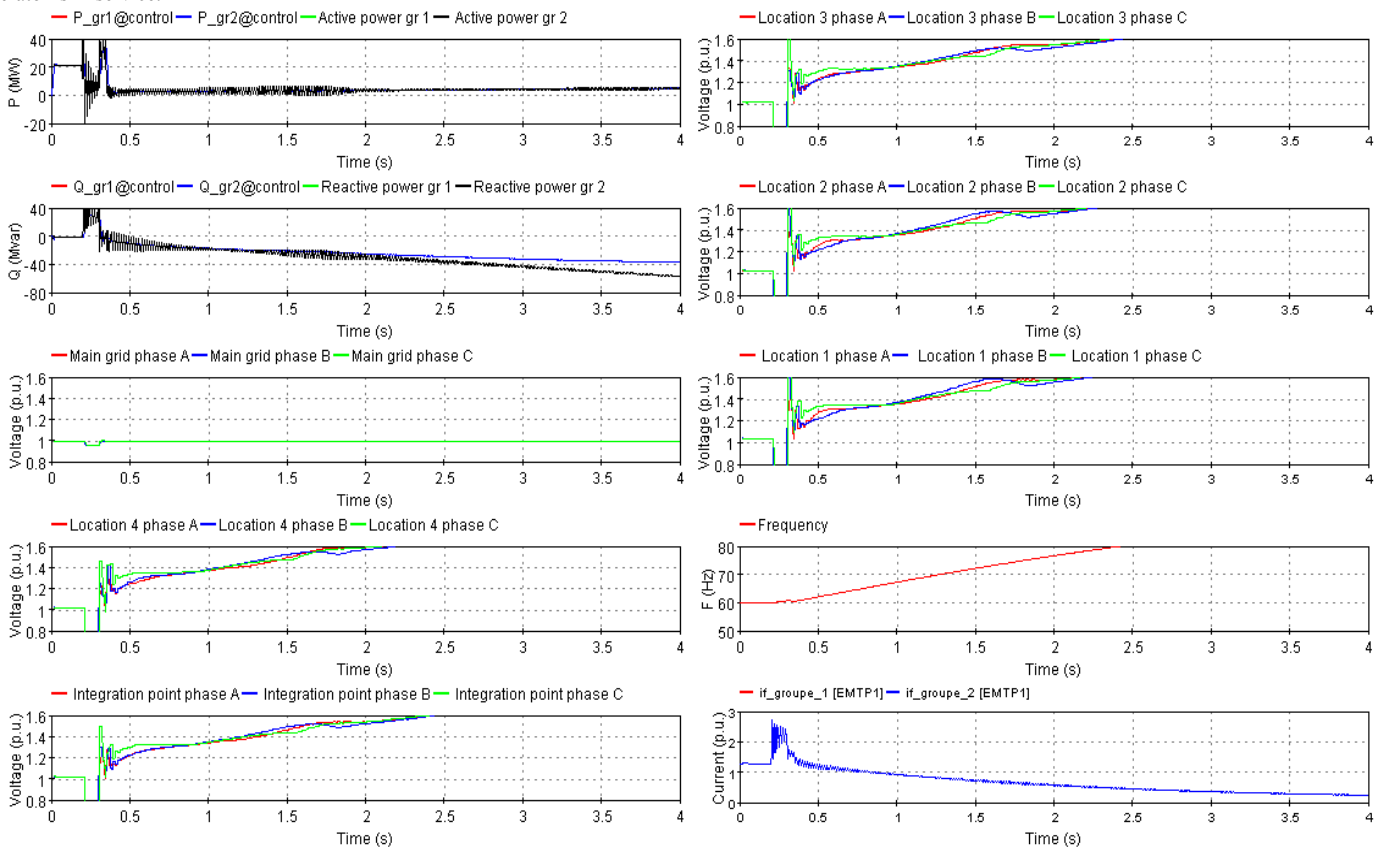 P_gr1@control P_gr2@control Active power gr 1 Active power gr 2
40
20
0
-20
P (MW)
0 0.5 1 1.5 2 2.5 3 3.5 4
Time (s)
Q_gr1@control Q_gr2@control Reactive power gr 1 Reactive power gr 2
40
0
-40
-80
Q (Mvar)
0 0.5 1 1.5 2 2.5 3 3.5 4
Time (s)
Main grid phase A Main grid phase B Main grid phase C
1.6
1.4
1.2
1
0.8
Voltage (p.u.)
0 0.5 1 1.5 2 2.5 3 3.5 4
Time (s)
Location 4 phase A Location 4 phase B Location 4 phase C
1.6
1.4
1.2
1
0.8
Voltage (p.u.)
0 0.5 1 1.5 2 2.5 3 3.5 4
Time (s)
Integration point phase A Integration point phase B Integration point phase C
1.6
1.4
1.2
1
0.8
Voltage (p.u.)
0 0.5 1 1.5 2 2.5 3 3.5 4
Time (s)
Location 3 phase A Location 3 phase B Location 3 phase C
1.6
1.4
1.2
1
0.8
Voltage (p.u.)
0 0.5 1 1.5 2 2.5 3 3.5 4
Time (s)
Location 2 phase A Location 2 phase B Location 2 phase C
1.6
1.4
1.2
1
0.8
Voltage (p.u.)
0 0.5 1 1.5 2 2.5 3 3.5 4
Time (s)
Location 1 phase A Location 1 phase B Location 1 phase C
1.6
1.4
1.2
1
0.8
Voltage (p.u.)
0 0.5 1 1.5 2 2.5 3 3.5 4
Time (s)
Frequency
80
70
60
50
F (Hz)
0 0.5 1 1.5 2 2.5 3 3.5 4
Time (s)
if_groupe_1 [EMTP1] if_groupe_2 [EMTP1]
3
2
1
0
Current (p.u.)
0 0.5 1 1.5 2 2.5 3 3.5 4
Time (s)